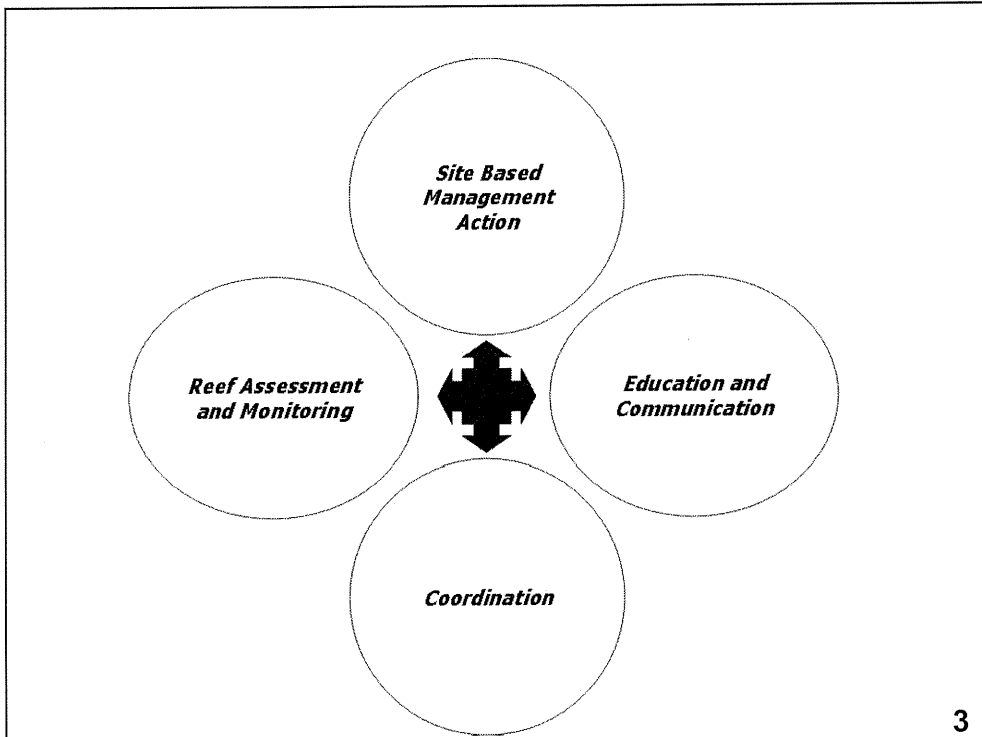 Site Based
Management
Action
Reef Assessment
and Monitoring
Education and
Communication
Coordination
3